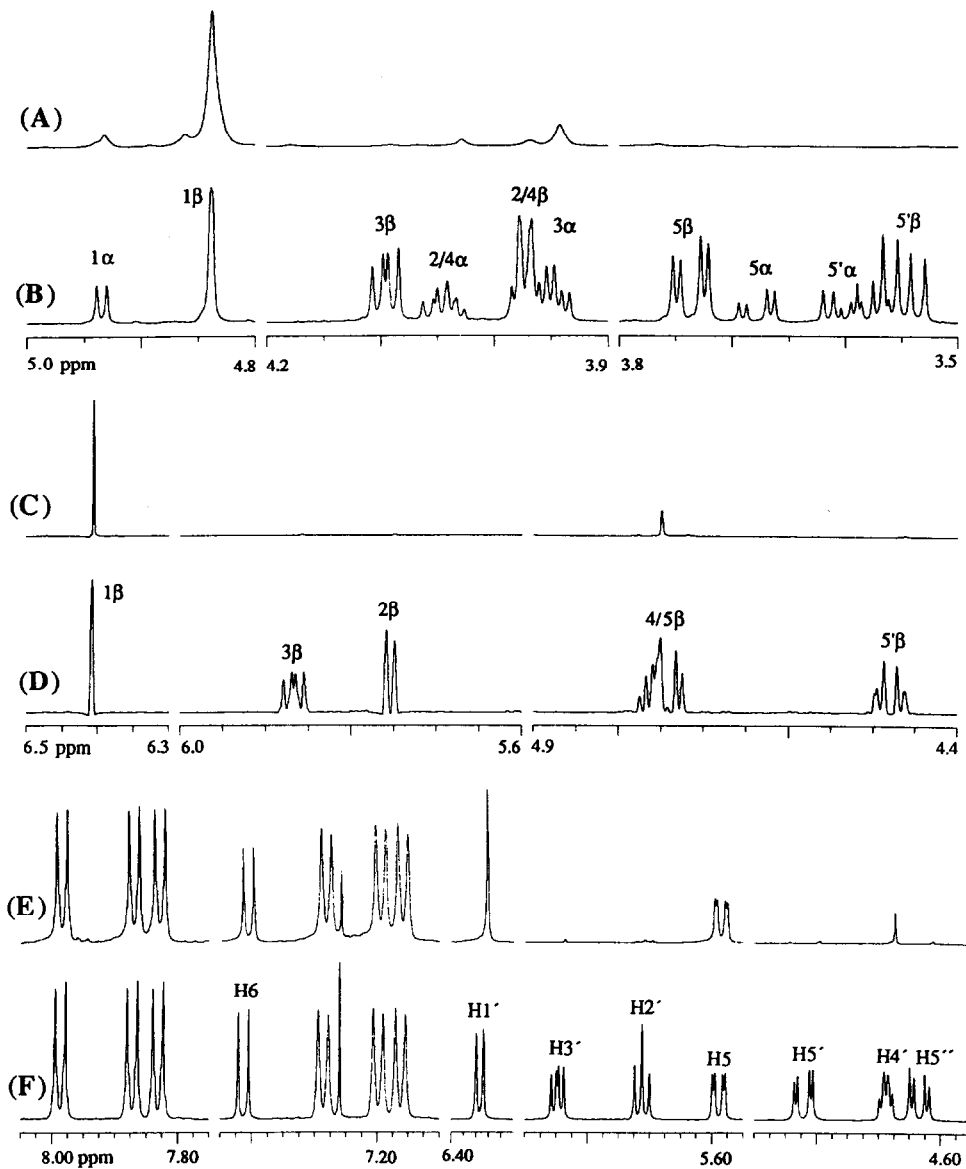 (A)
1β
2/4β
3β
3α
5β
5'β
2/4α
1α
5α
5'α
(B)
5.0 ppm
4.8
4.2
3.9
3.8
3.5
(C)
1β
2β
4/5β
3β
5'β
(D)
6.5 ppm
6.3
6.0
5.6
4.9
4.4
(E)
H6
H1´
H3´
H2´
H5
H5´
H4´
H5´´
(F)
8.00 ppm
7.80
7.20
6.40
5.60
4.60